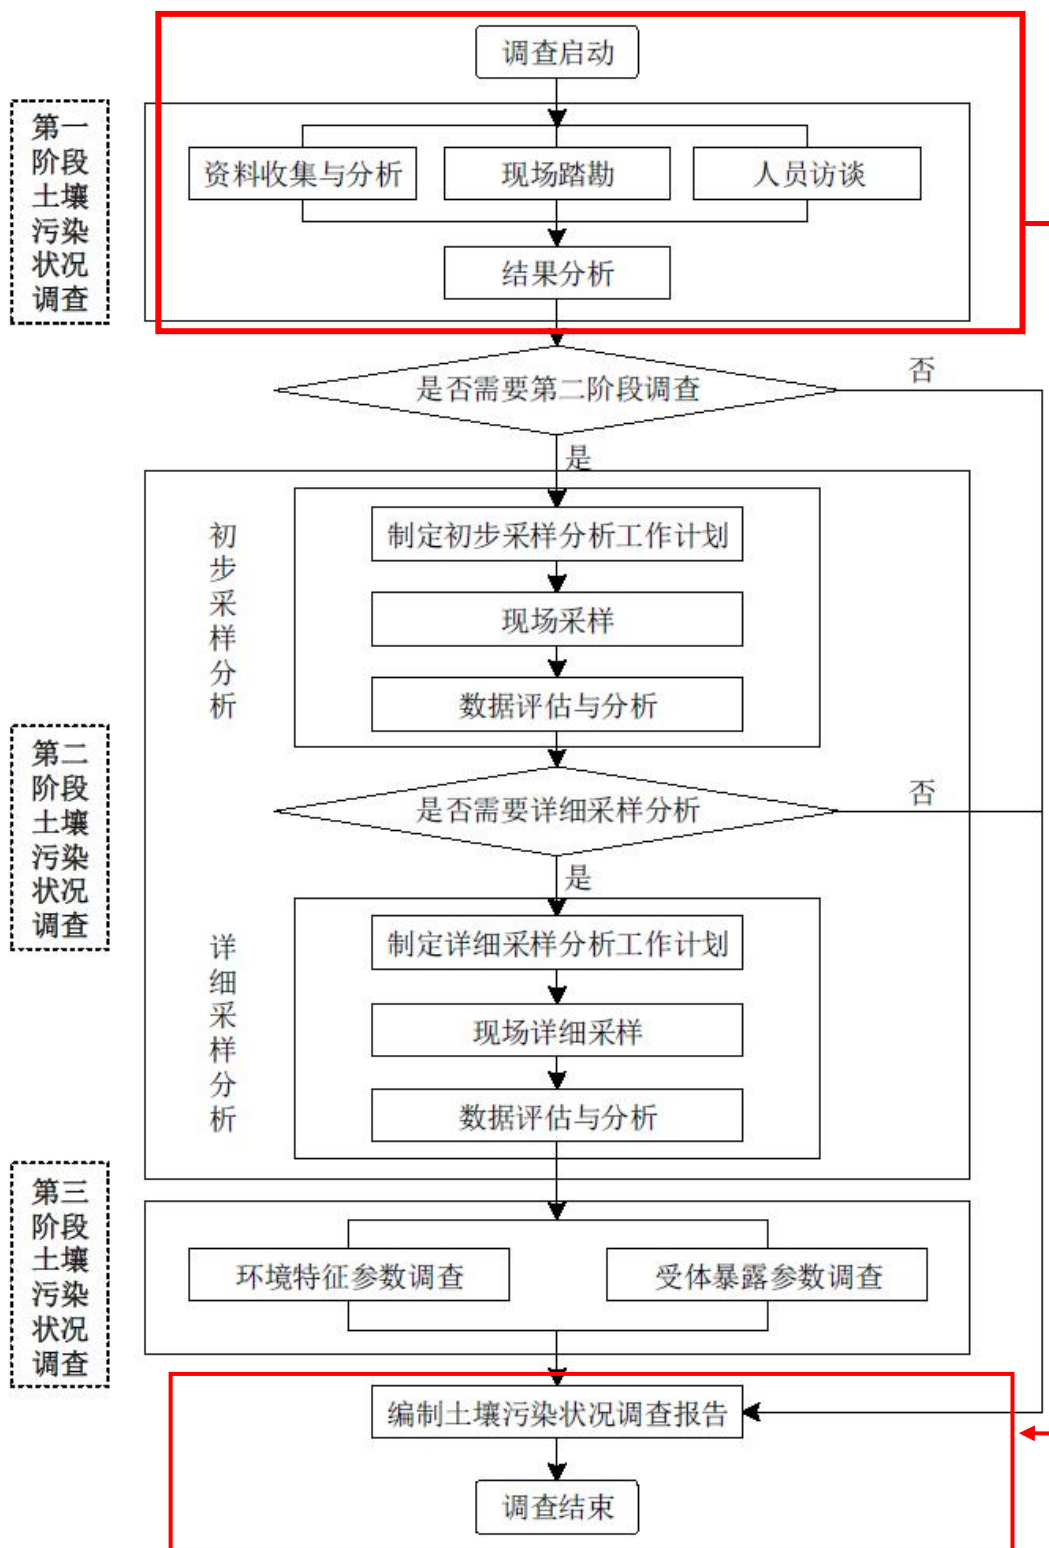 调查启动
第一
阶段
土壤
污染
状况
调查
资料收集与分析
现场踏勘
人员访谈
结果分析
是否需要第二阶段调查
否
是
初
步
采
样
分
析
制定初步采样分析工作计划
现场采样
数据评估与分析
第二
阶段
土壤
污染
状况
调查
是否需要详细采样分析
否
是
详
细
采
样
分
析
制定详细采样分析工作计划
现场详细采样
数据评估与分析
第三
阶段
土壤
污染
状况
调查
环境特征参数调查
受体暴露参数调查
编制土壤污染状况调查报告
调查结束